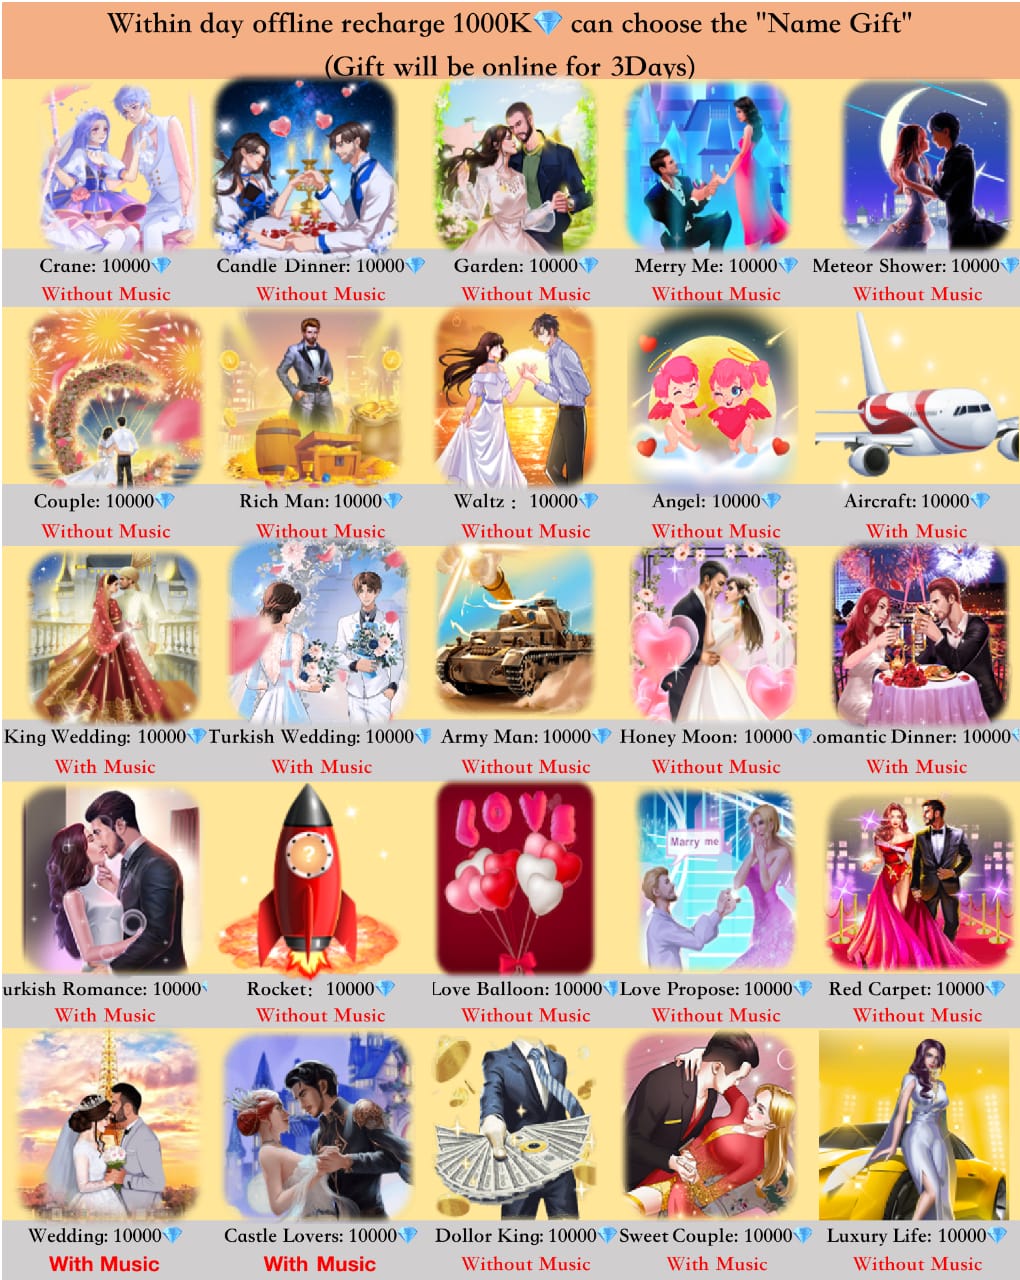 Within day offline recharge 1000K💎 can choose the "Name Gift"
(Gift will be online for 3Days)
Crane: 10000💎 Candle Dinner: 10000💎 Garden: 10000💎 Merry Me: 10000💎 Meteor Shower: 10000💎
Without Music Without Music Without Music Without Music Without Music
Couple: 10000💎 Rich Man: 10000💎 Waltz : 10000💎 Angel: 10000💎 Aircraft: 10000💎
Without Music Without Music Without Music Without Music With Music
King Wedding: 10000💎 Turkish Wedding: 10000💎 Army Man: 10000💎 Honey Moon: 10000💎 omantic Dinner: 10000💎
With Music With Music Without Music Without Music With Music
?
LOVE
Marry me
urkish Romance: 10000💎 Rocket: 10000💎 Love Balloon: 10000💎 Love Propose: 10000💎 Red Carpet: 10000💎
With Music Without Music Without Music Without Music Without Music
Wedding: 10000💎 Castle Lovers: 10000💎 Dollor King: 10000💎 Sweet Couple: 10000💎 Luxury Life: 10000💎
With Music With Music Without Music With Music Without Music